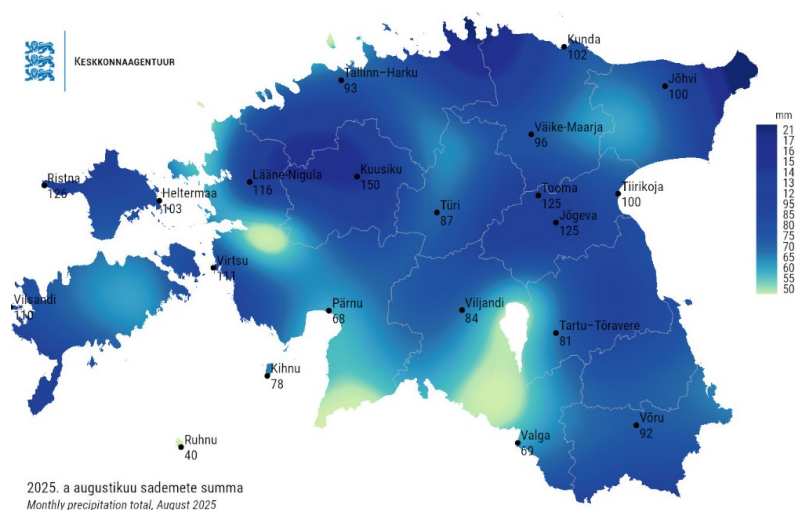 KESKKONNAAGENTUUR
Kunda
102
Tallinn–Harku
93
Jõhvi
100
mm
21
17
16
15
14
13
12
95
85
80
75
70
65
60
55
50
Väike-Maarja
96
Ristna
126
Lääne-Nigula
116
Kuusiku
150
Heltermaa
103
Tooma
125
Tiirikoja
100
Türi
87
Jõgeva
125
Virtsu
111
Vilsandi
110
Pärnu
68
Viljandi
84
Tartu–Tõravere
81
Kihnu
78
Ruhnu
40
Valga
69
Võru
92
2025. a augustikuu sademete summa
Monthly precipitation total, August 2025